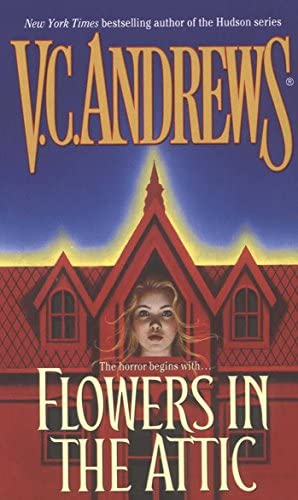 New York Times bestselling author of the Hudson series
V.C. ANDREWS®
The horror begins with...
FLOWERS IN
THE ATTIC